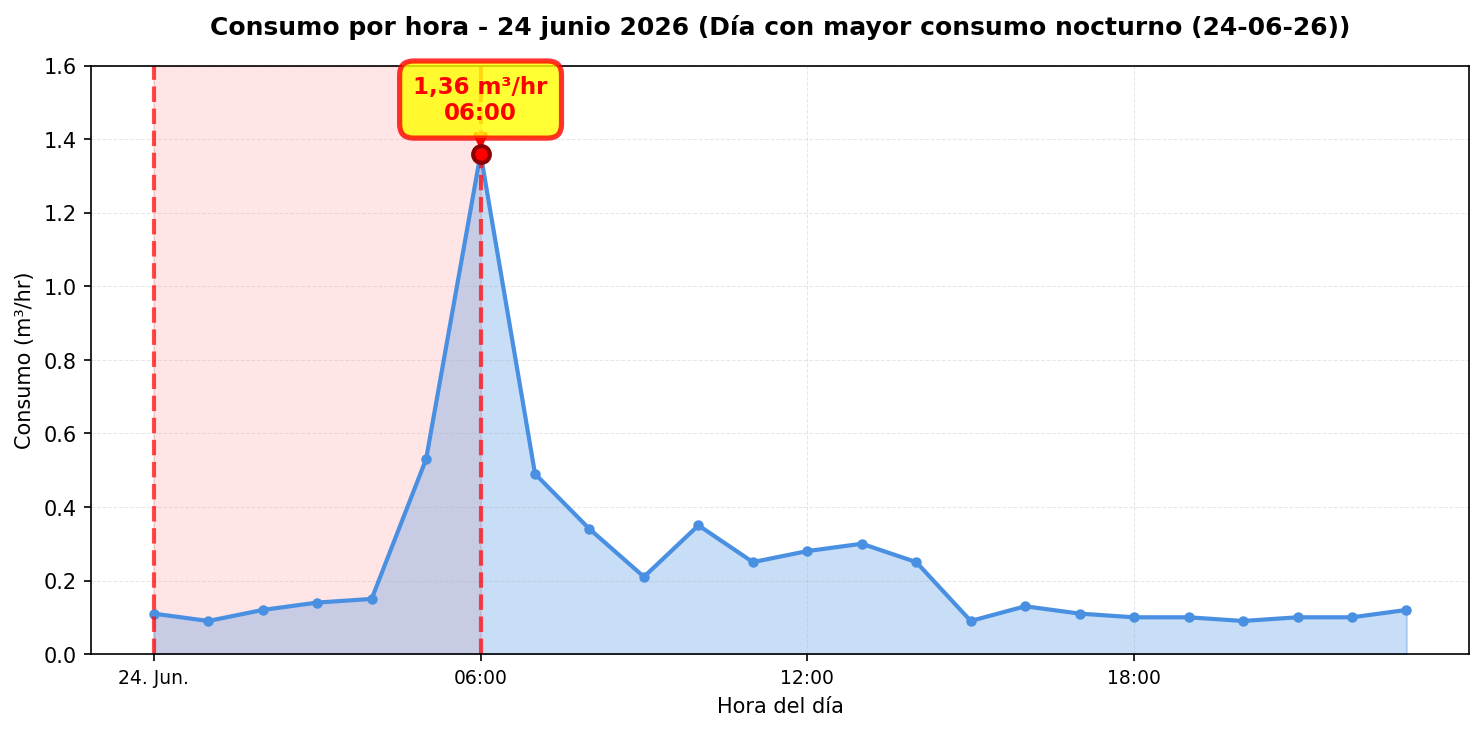 Consumo por hora - 24 junio 2026 (Día con mayor consumo nocturno (24-06-26))
1,36 m³/hr
06:00
Consumo (m³/hr)
1.6
1.4
1.2
1.0
0.8
0.6
0.4
0.2
0.0
24. Jun.
06:00
12:00
18:00
Hora del día